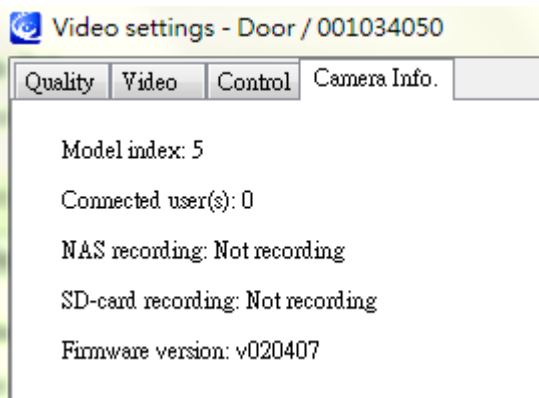 Video settings - Door / 001034050
Quality Video Control Camera Info.
Model index: 5
Connected user(s): 0
NAS recording: Not recording
SD-card recording: Not recording
Firmware version: v020407